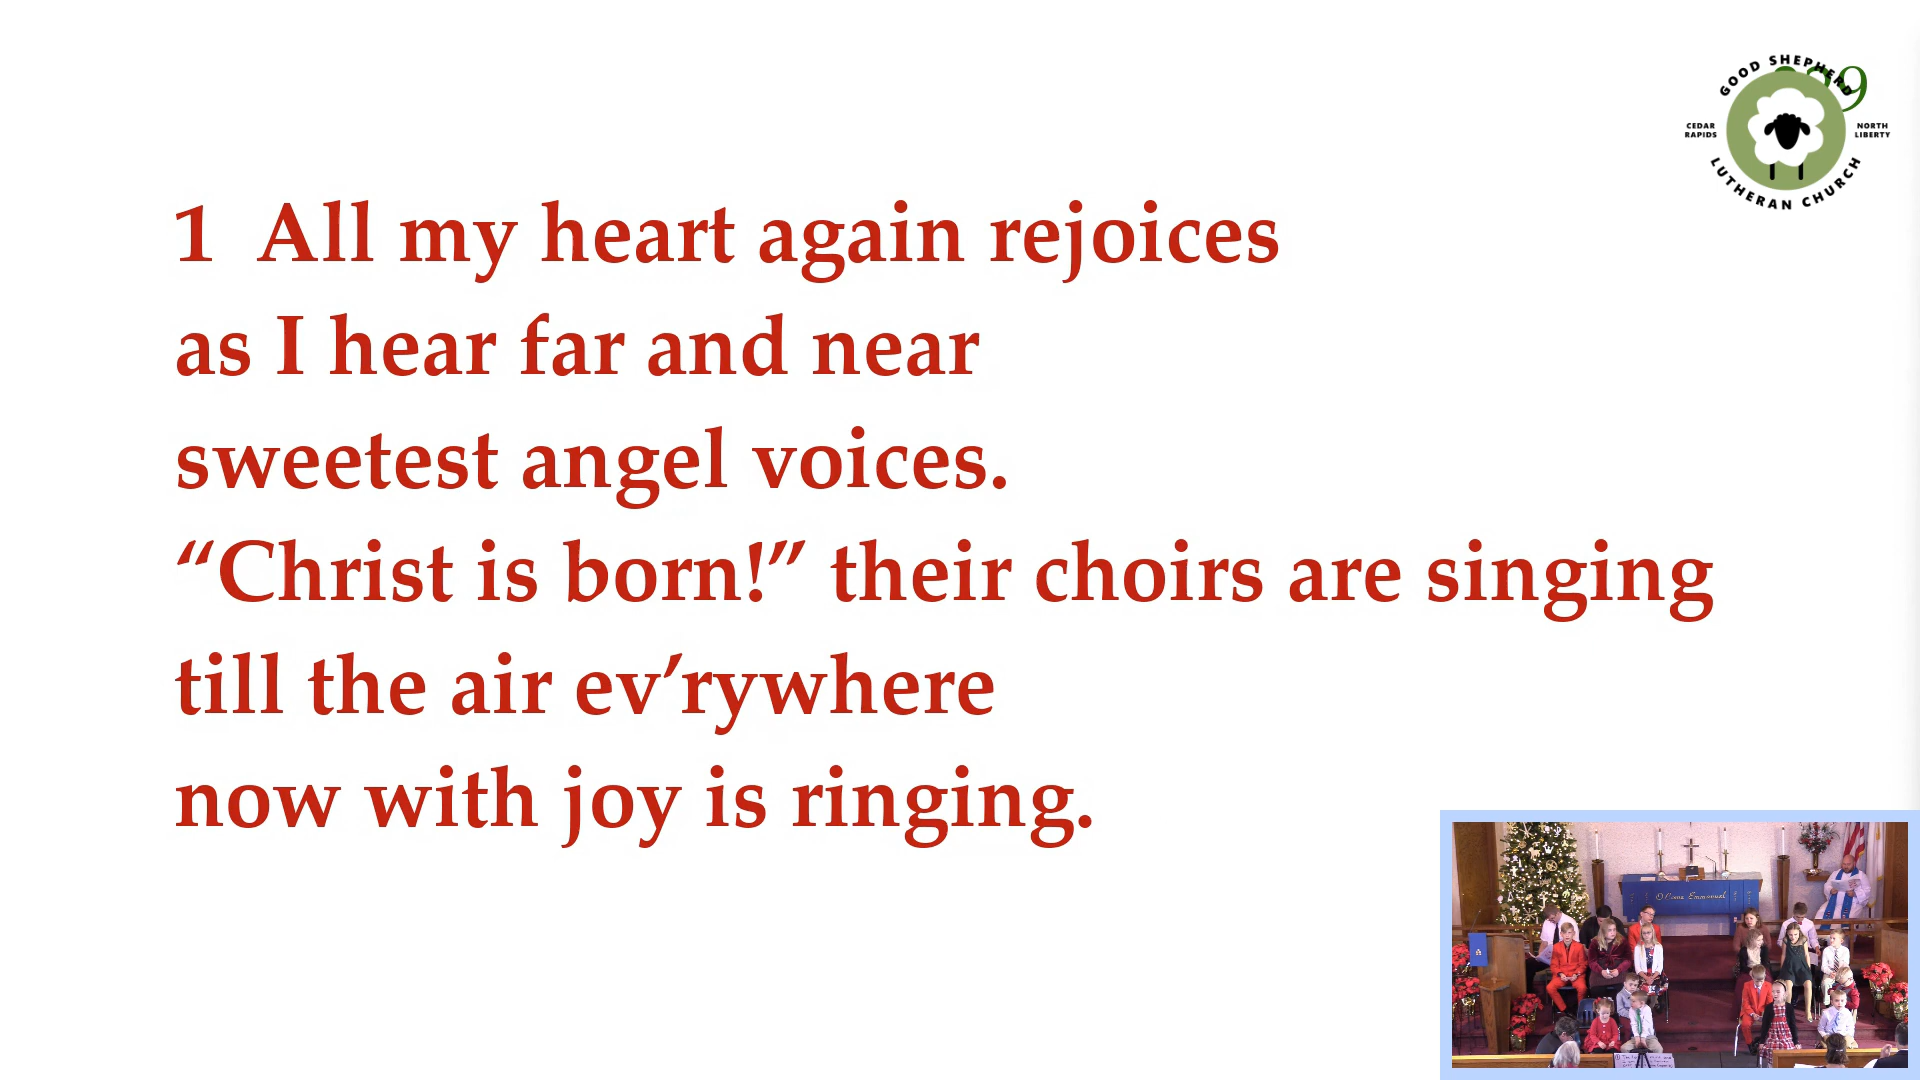 GOOD SHEPHERD
CEDAR RAPIDS
NORTH LIBERTY
LUTHERAN CHURCH
1 All my heart again rejoices
as I hear far and near
sweetest angel voices.
“Christ is born!” their choirs are singing
till the air ev’rywhere
now with joy is ringing.
O Come Emmanuel